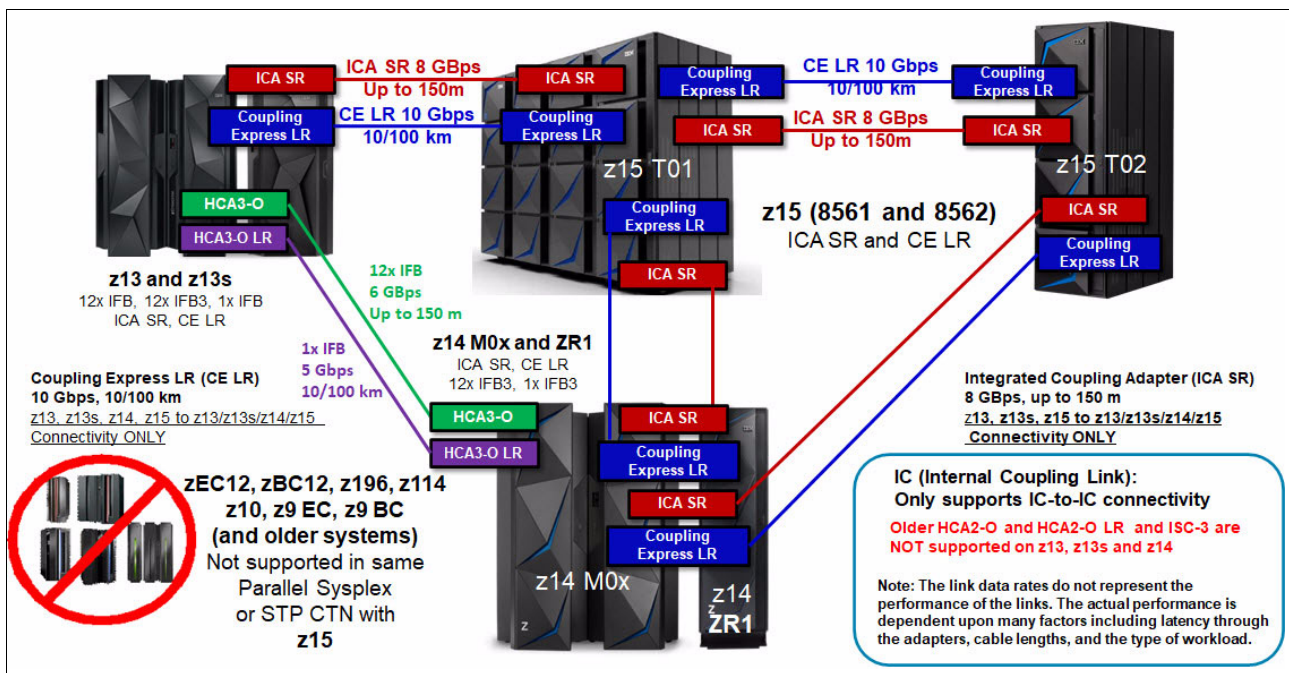 ICA SR
ICA SR 8 GBps
Up to 150m
ICA SR
Coupling
Express LR
CE LR 10 Gbps
10/100 km
Coupling
Express LR
Coupling
Express LR
CE LR 10 Gbps
10/100 km
Coupling
Express LR
ICA SR
ICA SR 8 GBps
Up to 150m
ICA SR
z15 T01
z15 T02
HCA3-O
HCA3-O LR
Coupling
Express LR
ICA SR
z15 (8561 and 8562)
ICA SR and CE LR
ICA SR
Coupling
Express LR
z13 and z13s
12x IFB, 12x IFB3, 1x IFB
ICA SR, CE LR
12x IFB
6 GBps
Up to 150 m
1x IFB
5 Gbps
10/100 km
z14 M0x and ZR1
ICA SR, CE LR
12x IFB3, 1x IFB3
Coupling Express LR (CE LR)
10 Gbps, 10/100 km
z13, z13s, z14, z15 to z13/z13s/z14/z15
Connectivity ONLY
Integrated Coupling Adapter (ICA SR)
8 GBps, up to 150 m
z13, z13s, z15 to z13/z13s/z14/z15
Connectivity ONLY
HCA3-O
HCA3-O LR
ICA SR
Coupling
Express LR
ICA SR
Coupling
Express LR
z14 M0x
z14
z
ZR1
z
zEC12, zBC12, z196, z114
z10, z9 EC, z9 BC
(and older systems)
Not supported in same
Parallel Sysplex
or STP CTN with
z15
IC (Internal Coupling Link):
Only supports IC-to-IC connectivity
Older HCA2-O and HCA2-O LR and ISC-3 are
NOT supported on z13, z13s and z14
Note: The link data rates do not represent the
performance of the links. The actual performance is
dependent upon many factors including latency through
the adapters, cable lengths, and the type of workload.